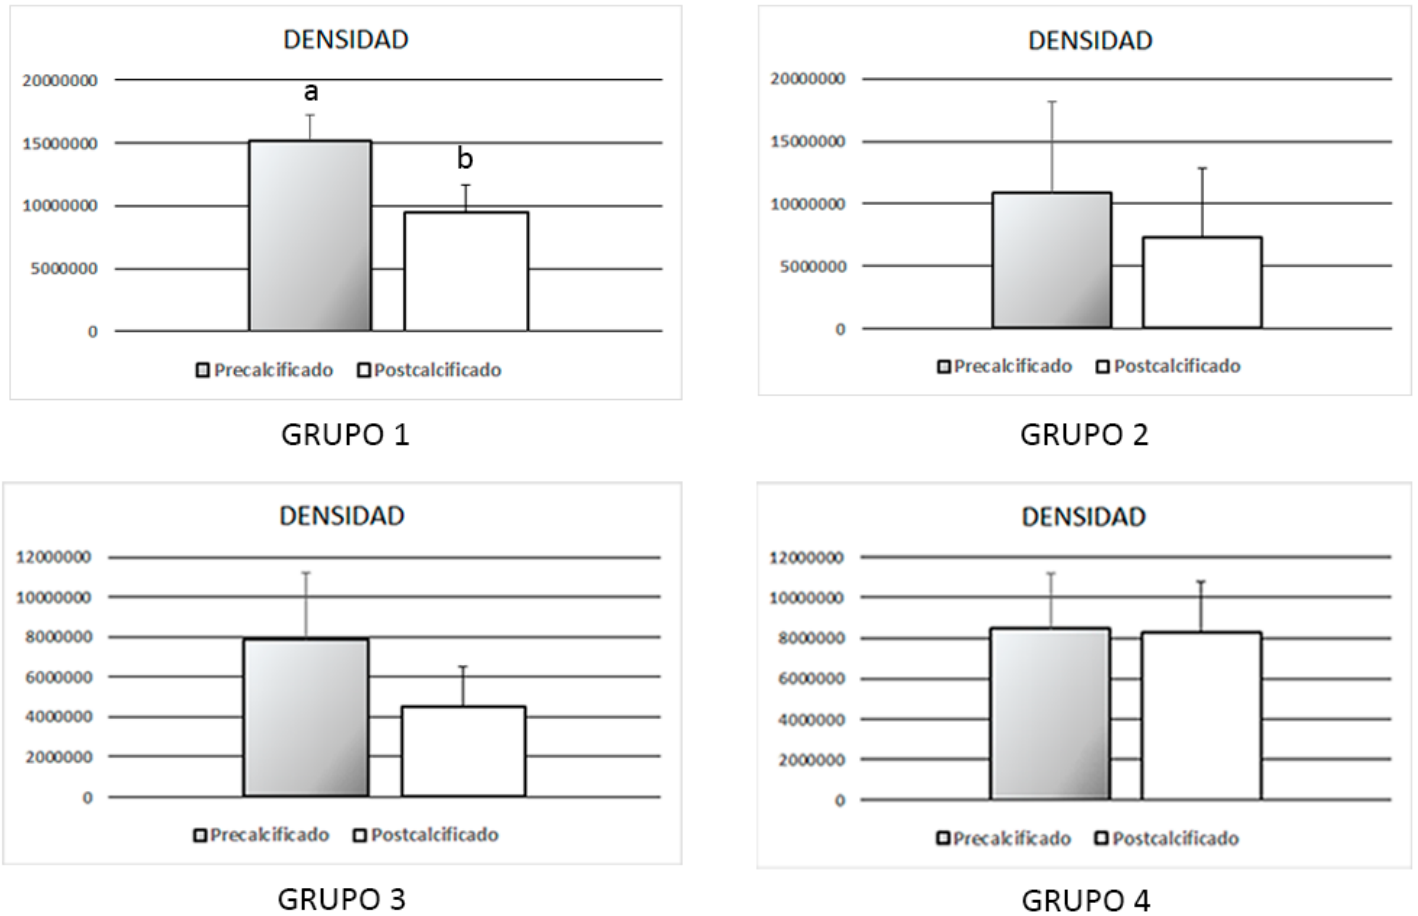 DENSIDAD
20000000
a
15000000
b
10000000
5000000
0
Precalcificado Postcalcificado
GRUPO 1
DENSIDAD
20000000
15000000
10000000
5000000
0
Precalcificado Postcalcificado
GRUPO 2
DENSIDAD
12000000
10000000
8000000
6000000
4000000
2000000
0
Precalcificado Postcalcificado
GRUPO 3
DENSIDAD
12000000
10000000
8000000
6000000
4000000
2000000
0
Precalcificado Postcalcificado
GRUPO 4